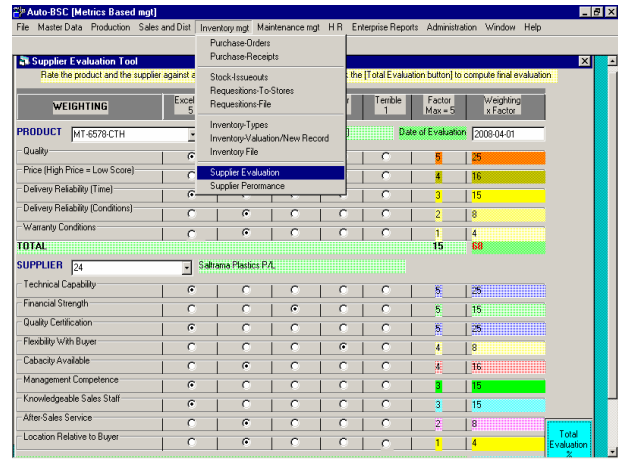 Auto-BSC [Metrics Based mgt]
File Master Data Production Sales and Dist Inventory mgt Maintenance mgt H R Enterprise Reports Administration Window Help
Purchase-Orders
Purchase-Receipts
Stock-Issueouts
Requesitions-To-Stores
Requesitions-File
Inventory-Types
Inventory-Valuation/New Record
Inventory File
Supplier Evaluation
Supplier Perormance
Supplier Evaluation Tool
Rate the product and the supplier against a the [Total Evaluation button] to compute final evaluation
WEIGHTING Excel 5 Terrible 1 Factor Max = 5 Weighting x Factor
PRODUCT MT-6578-CTH Date of Evaluation 2008-04-01
Quality 5 25
Price (High Price = Low Score) 4 16
Delivery Reliability (Time) 3 15
Delivery Reliability (Conditions) 2 8
Warranty Conditions 1 4
TOTAL 15 68
SUPPLIER 24 Saltrama Plastics P/L
Technical Capability 5 25
Financial Strength 5 15
Quality Certification 5 25
Flexibility With Buyer 4 8
Cabacity Available 4 16
Management Competence 3 15
Knowledgeable Sales Staff 3 15
After-Sales Service 2 8
Location Relative to Buyer 1 4
Total
Evaluation
%